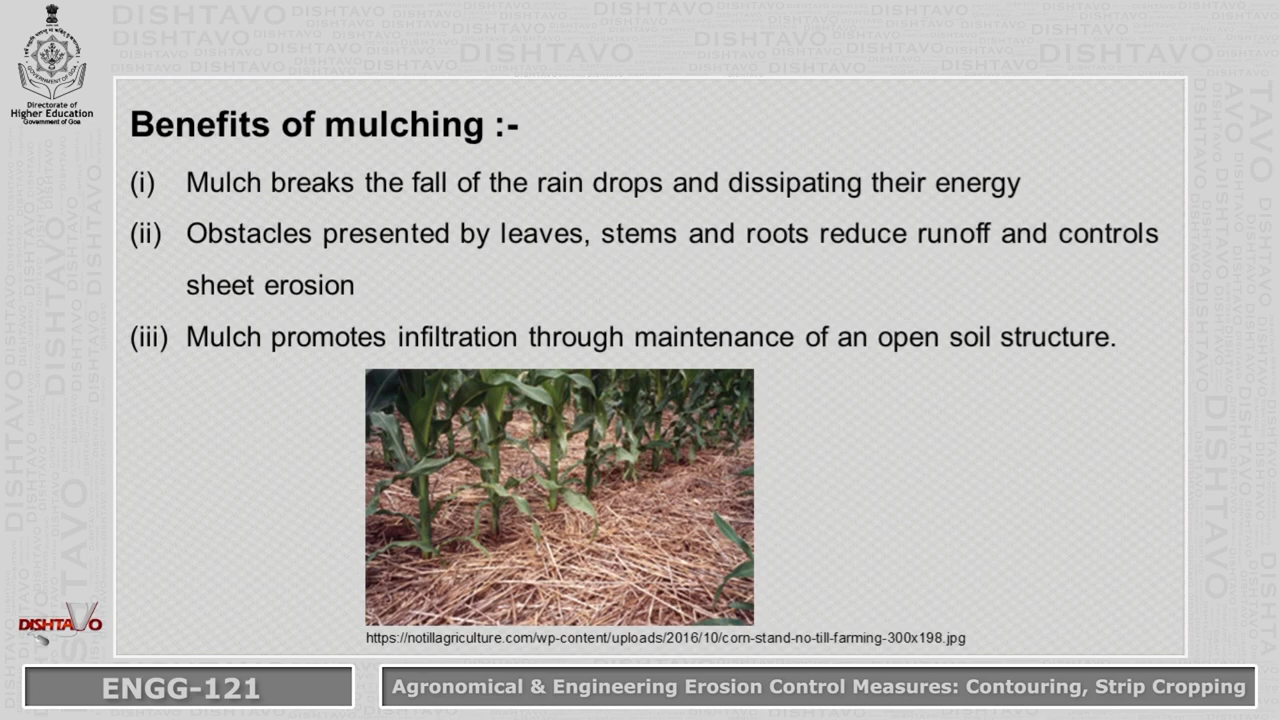 Directorate of
Higher Education
Government of Goa
Benefits of mulching :-
(i) Mulch breaks the fall of the rain drops and dissipating their energy
(ii) Obstacles presented by leaves, stems and roots reduce runoff and controls
sheet erosion
(iii) Mulch promotes infiltration through maintenance of an open soil structure.
https://notillagriculture.com/wp-content/uploads/2016/10/corn-stand-no-till-farming-300x198.jpg
DISHTAVO
ENGG-121
Agronomical & Engineering Erosion Control Measures: Contouring, Strip Cropping